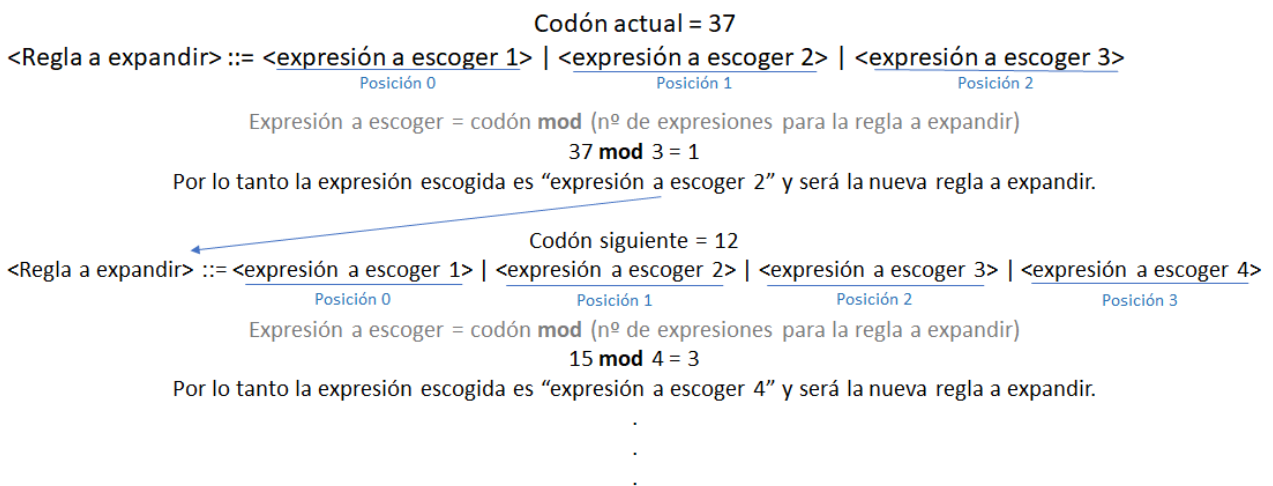 Codón actual = 37
<Regla a expandir> ::= <expresión a escoger 1> | <expresión a escoger 2> | <expresión a escoger 3>
Posición 0 Posición 1 Posición 2
Expresión a escoger = codón mod (nº de expresiones para la regla a expandir)
37 mod 3 = 1
Por lo tanto la expresión escogida es “expresión a escoger 2” y será la nueva regla a expandir.
Codón siguiente = 12
<Regla a expandir> ::= <expresión a escoger 1> | <expresión a escoger 2> | <expresión a escoger 3> | <expresión a escoger 4>
Posición 0 Posición 1 Posición 2 Posición 3
Expresión a escoger = codón mod (nº de expresiones para la regla a expandir)
15 mod 4 = 3
Por lo tanto la expresión escogida es “expresión a escoger 4” y será la nueva regla a expandir.
.
.
.